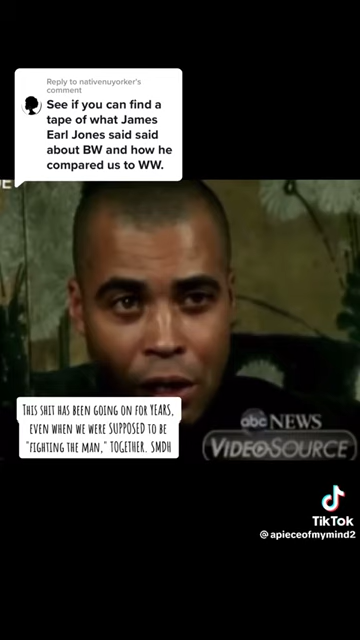 Reply to nativenuyorker's
comment
See if you can find a
tape of what James
Earl Jones said said
about BW and how he
compared us to WW.
THIS SHIT HAS BEEN GOING ON FOR YEARS,
EVEN WHEN WE WERE SUPPOSED TO BE
"FIGHTING THE MAN," TOGETHER. SMDH
abc NEWS
VIDEOSOURCE
TikTok
@apieceofmymind2